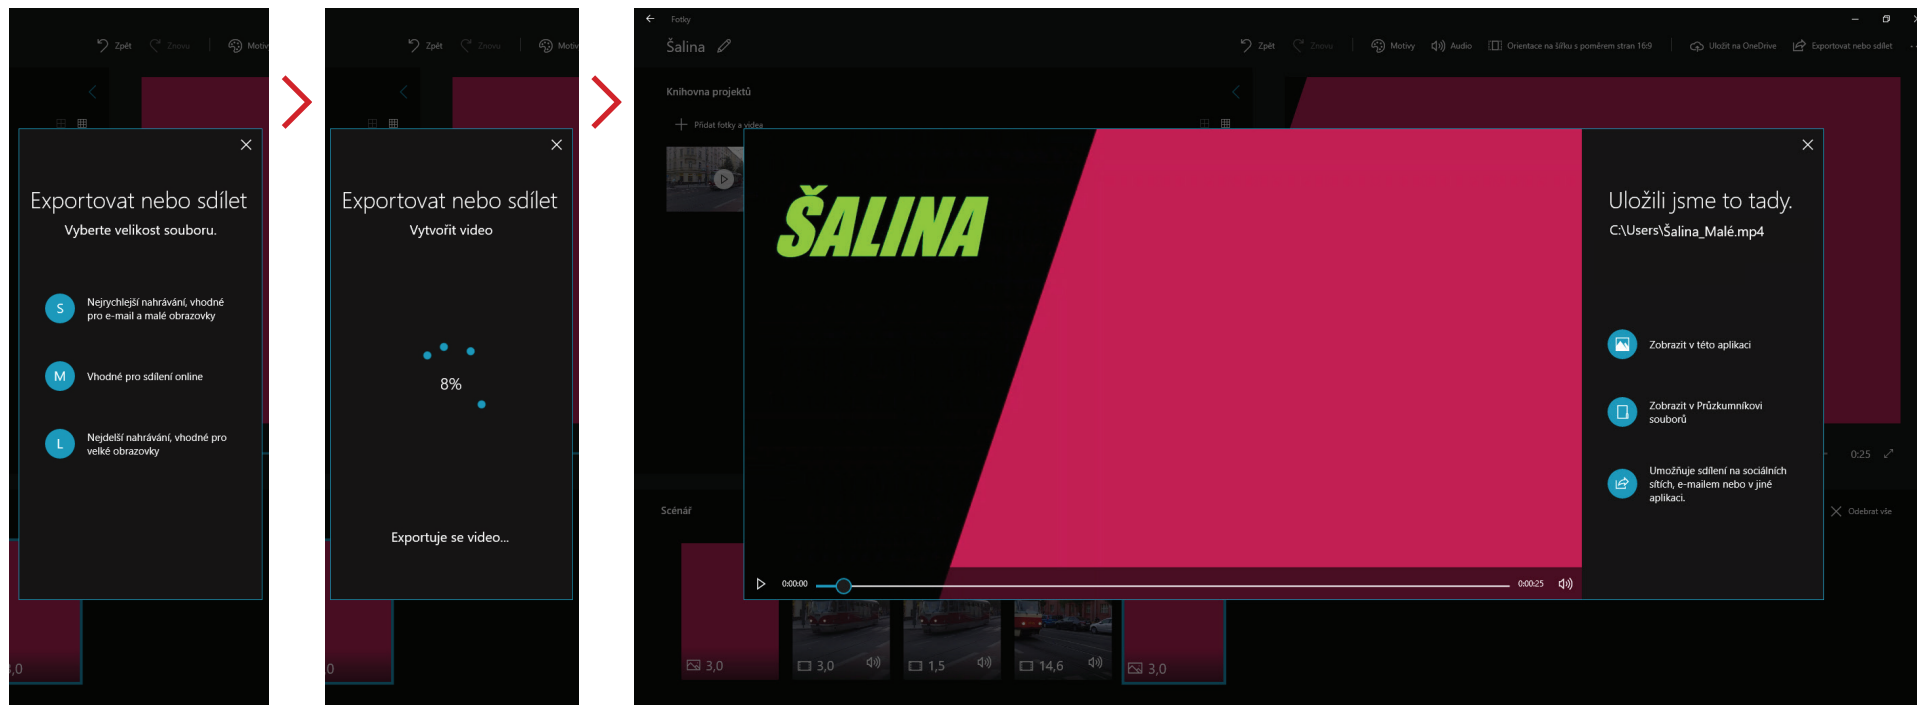 Zpět
Znovu
Motiv
Exportovat nebo sdílet
Vyberte velikost souboru.
S
Nejrychlejší nahrávání, vhodné
pro e-mail a malé obrazovky
M
Vhodné pro sdílení online
L
Nejdelší nahrávání, vhodné pro
velké obrazovky
3,0
Zpět
Znovu
Motiv
Exportovat nebo sdílet
Vytvořit video
8%
Exportuje se video...
0
Fotky
Šalina
Zpět
Znovu
Motivy
Audio
Orientace na šířku s poměrem stran 16:9
Uložit na OneDrive
Exportovat nebo sdílet
Knihovna projektů
Přidat fotky a videa
ŠALINA
0:00:00
0:00:25
Uložili jsme to tady.
C:\Users\Šalina_Malé.mp4
Zobrazit v této aplikaci
Zobrazit v Průzkumníkovi
souborů
Umožňuje sdílení na sociálních
sítích, e-mailem nebo v jiné
aplikaci.
0:25
Scénář
Odebrat vše
3,0
3,0
1,5
14,6
3,0